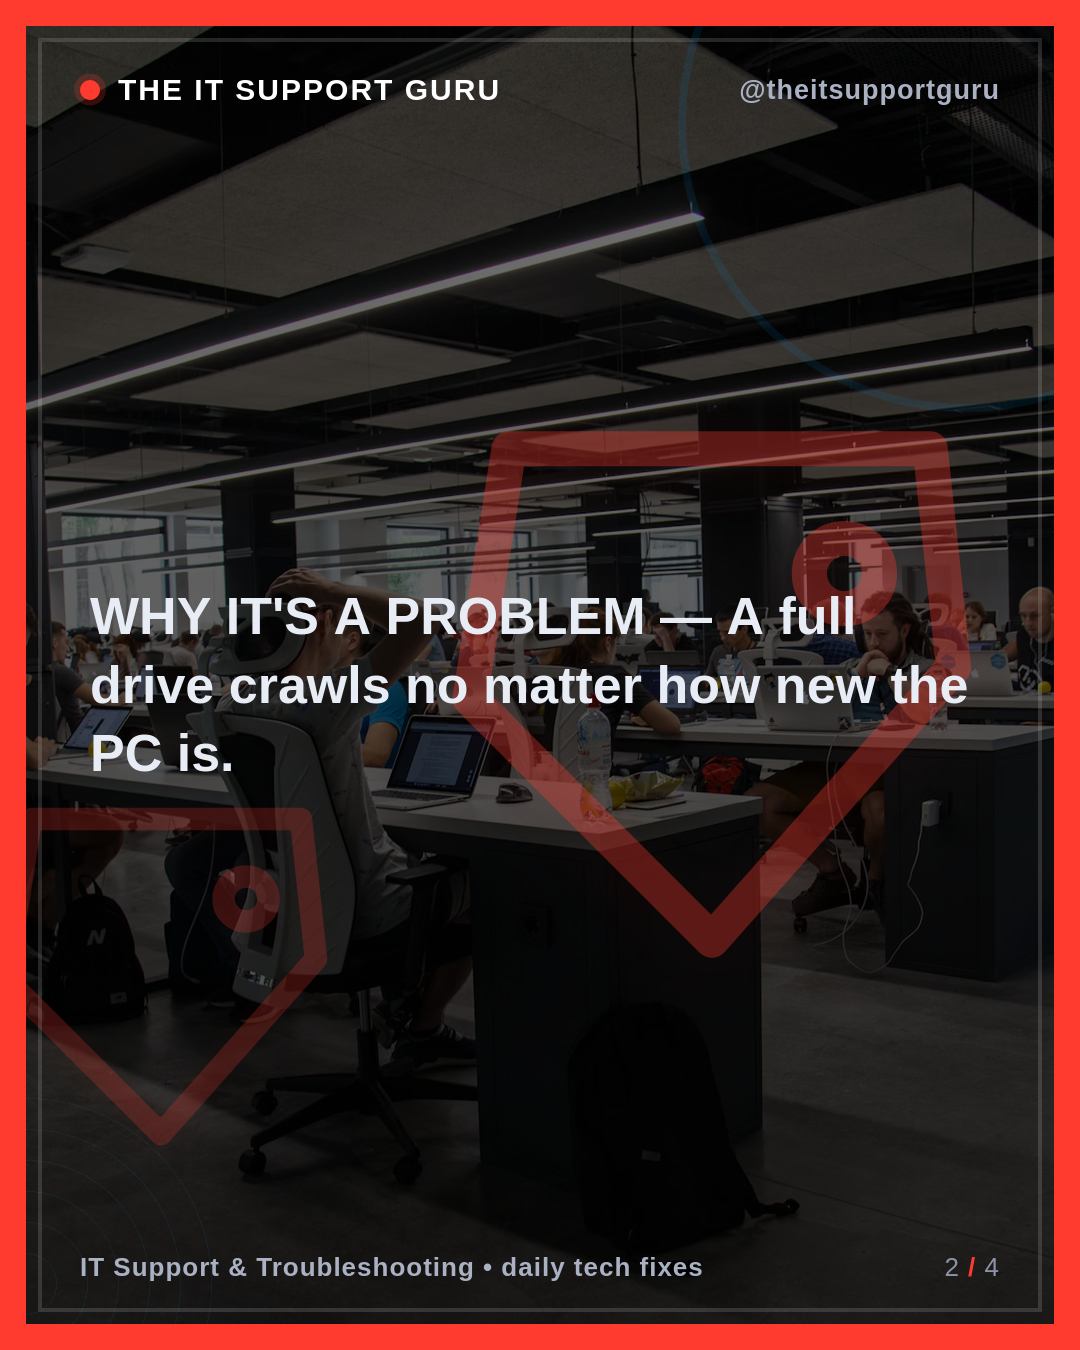 THE IT SUPPORT GURU
@theitsupportguru
WHY IT'S A PROBLEM — A full
drive crawls no matter how new the
PC is.
IT Support & Troubleshooting • daily tech fixes
2 / 4